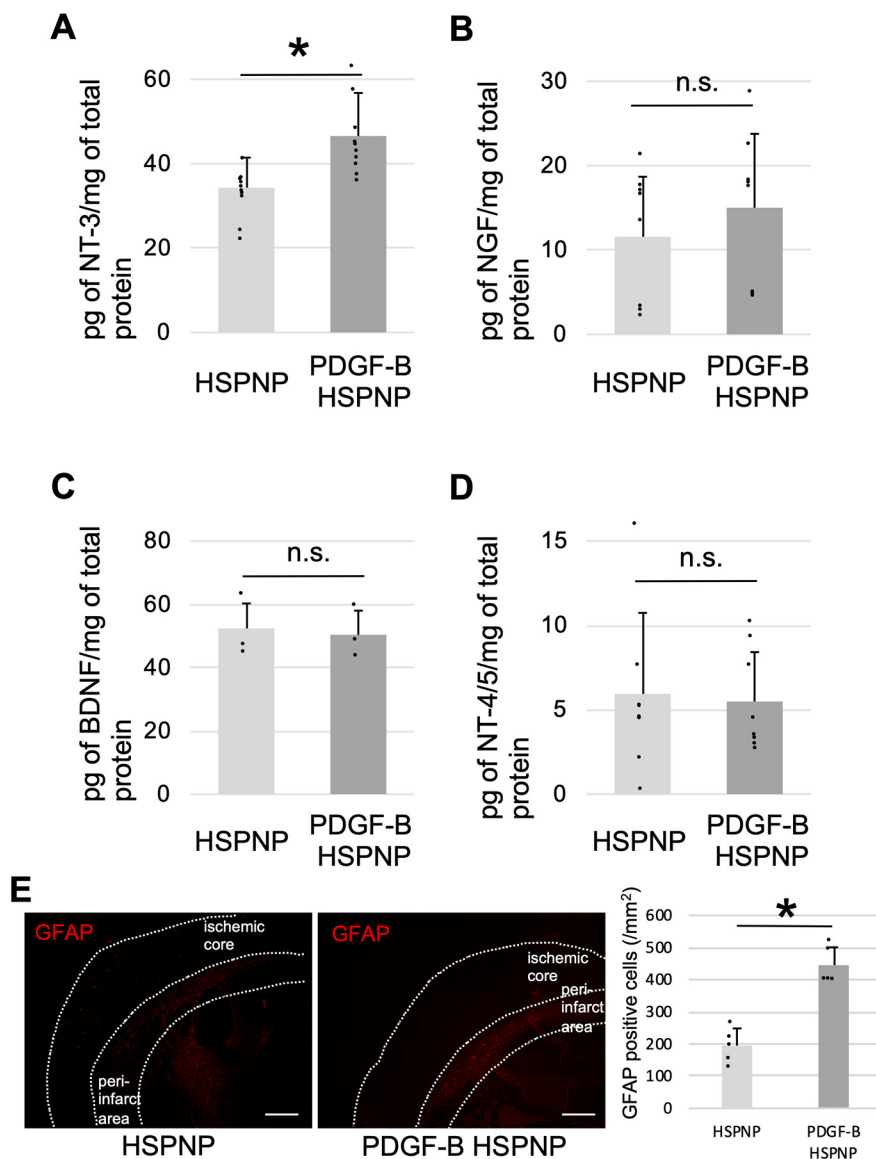 A
pg of NT-3/mg of total
protein
60
40
20
0
*
HSPNP
PDGF-B
HSPNP
B
pg of NGF/mg of total
protein
30
20
10
0
n.s.
HSPNP
PDGF-B
HSPNP
C
pg of BDNF/mg of total
protein
80
60
40
20
0
n.s.
HSPNP
PDGF-B
HSPNP
D
pg of NT-4/5/mg of total
protein
15
10
5
0
n.s.
HSPNP
PDGF-B
HSPNP
E
GFAP
ischemic
core
peri-
infarct
area
HSPNP
GFAP
ischemic
core
peri-
infarct
area
PDGF-B HSPNP
GFAP positive cells (/mm²)
600
500
400
300
200
100
0
*
HSPNP
PDGF-B
HSPNP